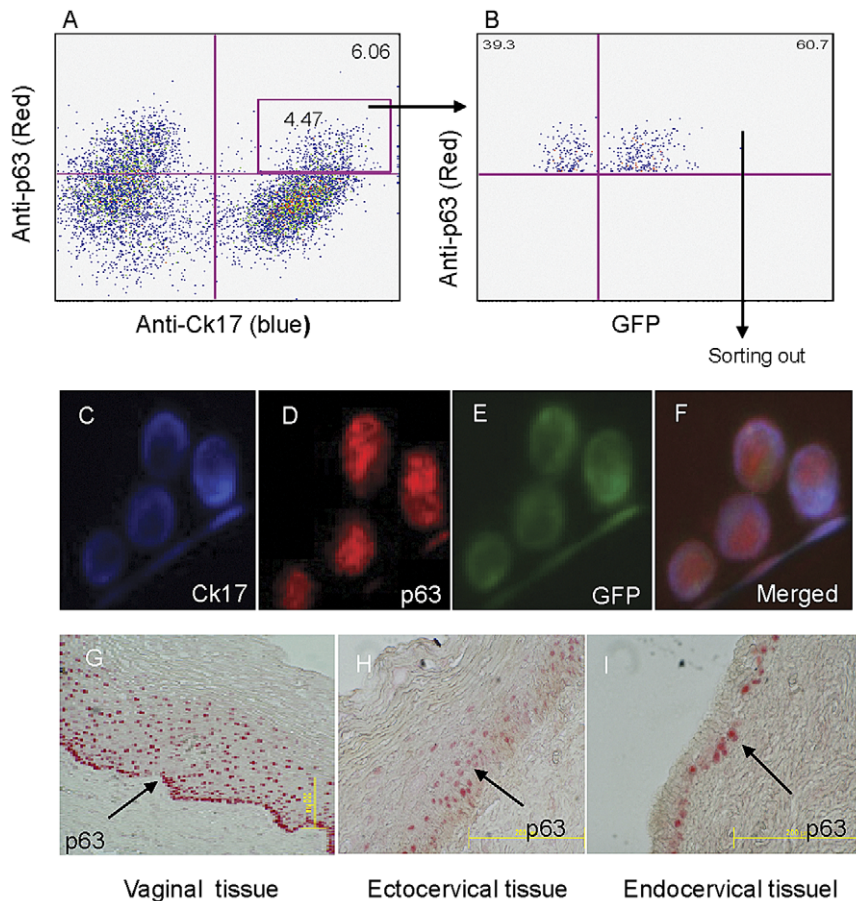 A
B
6.06
4.47
Anti-p63 (Red)
Anti-Ck17 (blue)
39.3
60.7
Anti-p63 (Red)
GFP
Sorting out
C
Ck17
D
p63
E
GFP
F
Merged
G
p63
Vaginal tissue
H
p63
Ectocervical tissue
I
p63
Endocervical tissuel